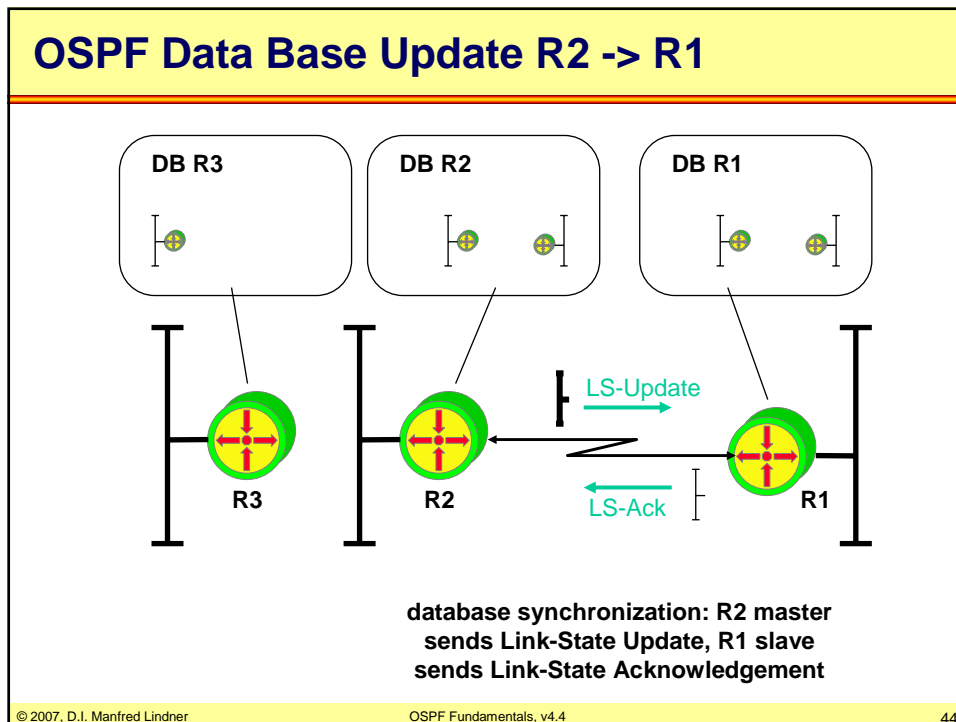 OSPF Data Base Update R2 -> R1
DB R3
DB R2
DB R1
LS-Update
R3
R2
LS-Ack
R1
database synchronization: R2 master
sends Link-State Update, R1 slave
sends Link-State Acknowledgement
© 2007, D.I. Manfred Lindner
OSPF Fundamentals, v4.4
44